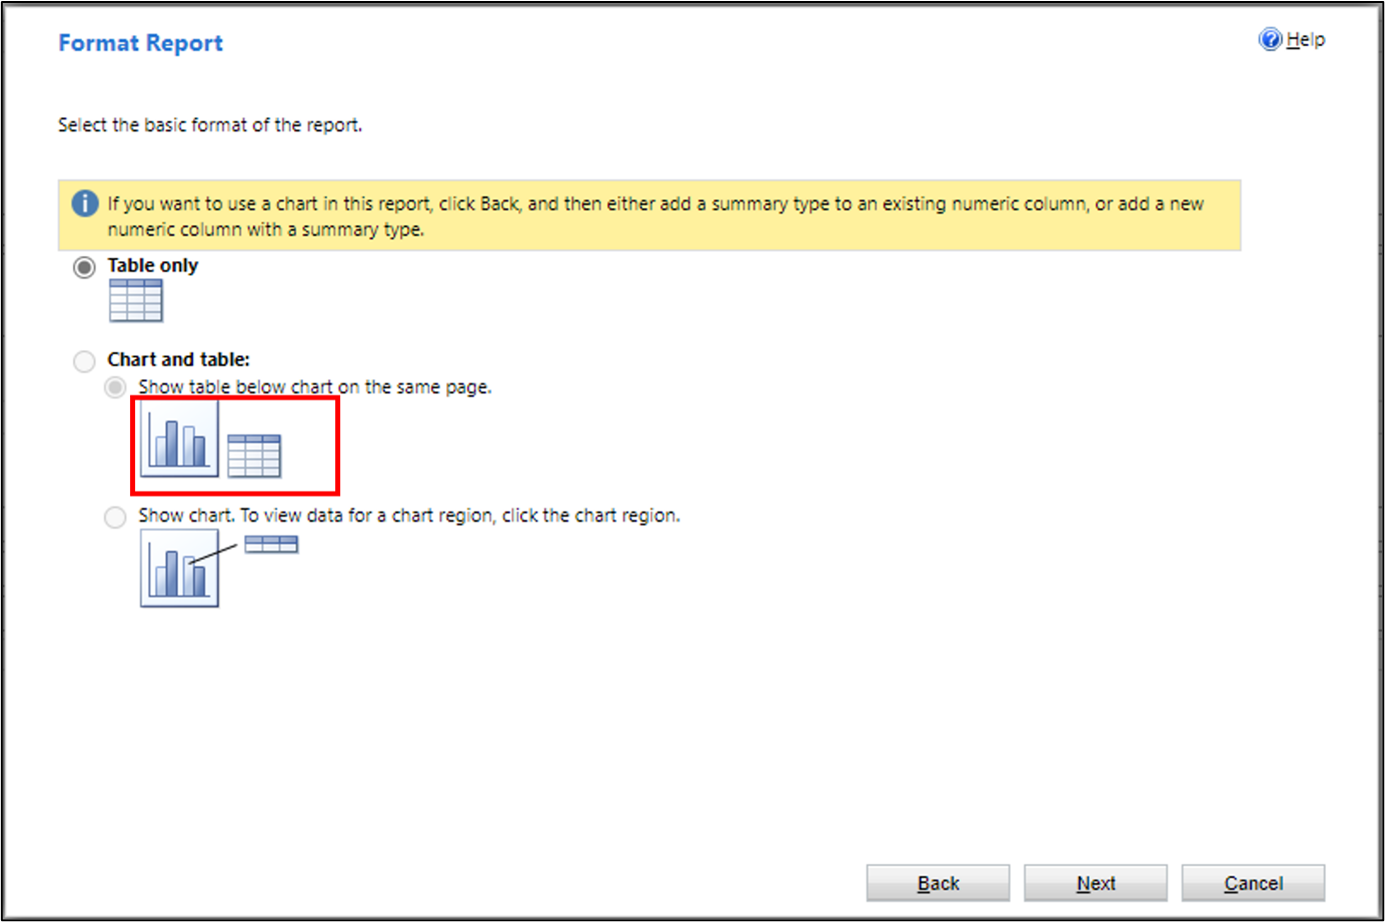 Format Report
Help
Select the basic format of the report.
If you want to use a chart in this report, click Back, and then either add a summary type to an existing numeric column, or add a new
numeric column with a summary type.
Table only
Chart and table:
Show table below chart on the same page.
Show chart. To view data for a chart region, click the chart region.
Back
Next
Cancel